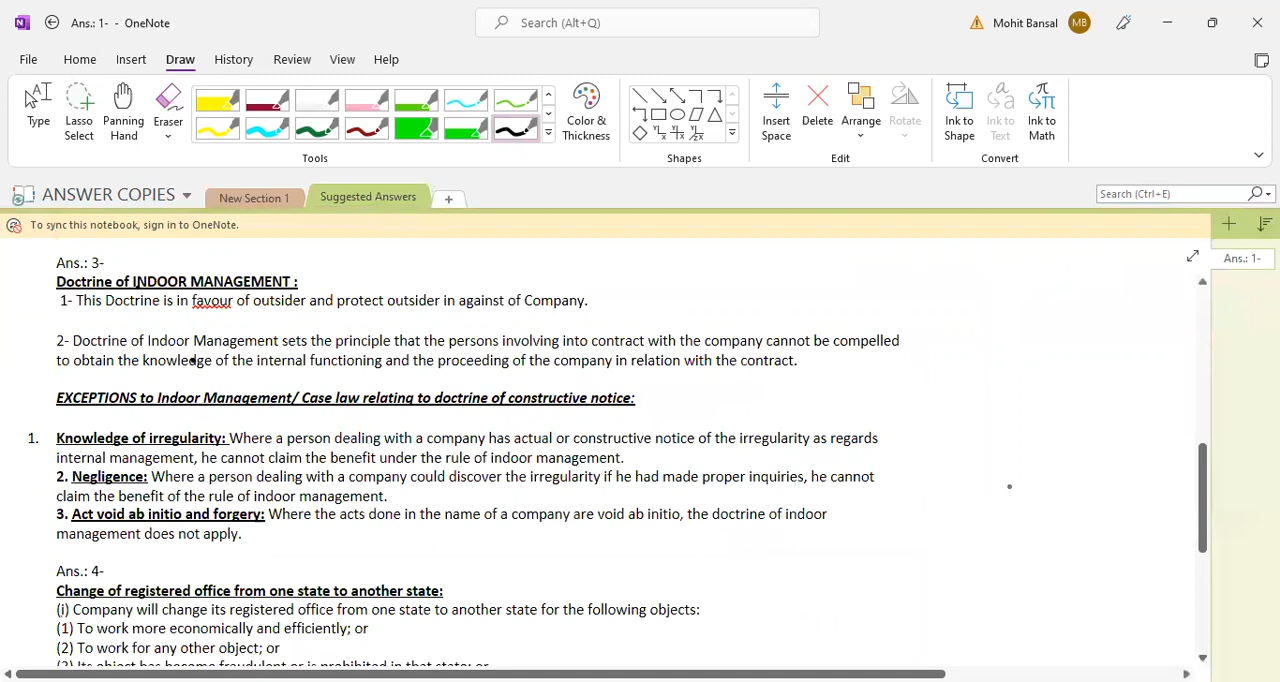 Ans.: 1-  - OneNote
Search (Alt+Q)
Mohit Bansal
MB
File Home Insert Draw History Review View Help
Type
Lasso Select
Panning Hand
Eraser
Color & Thickness
Insert Space
Delete
Arrange
Rotate
Ink to Shape
Ink to Text
Ink to Math
Tools
Shapes
Edit
Convert
ANSWER COPIES
New Section 1
Suggested Answers
Search (Ctrl+E)
To sync this notebook, sign in to OneNote.
Ans.: 1-
Ans.: 3-
Doctrine of INDOOR MANAGEMENT :
1- This Doctrine is in favour of outsider and protect outsider in against of Company.
2- Doctrine of Indoor Management sets the principle that the persons involving into contract with the company cannot be compelled
to obtain the knowledge of the internal functioning and the proceeding of the company in relation with the contract.
EXCEPTIONS to Indoor Management/ Case law relating to doctrine of constructive notice:
1. Knowledge of irregularity: Where a person dealing with a company has actual or constructive notice of the irregularity as regards
internal management, he cannot claim the benefit under the rule of indoor management.
2. Negligence: Where a person dealing with a company could discover the irregularity if he had made proper inquiries, he cannot
claim the benefit of the rule of indoor management.
3. Act void ab initio and forgery: Where the acts done in the name of a company are void ab initio, the doctrine of indoor
management does not apply.
Ans.: 4-
Change of registered office from one state to another state:
(i) Company will change its registered office from one state to another state for the following objects:
(1) To work more economically and efficiently; or
(2) To work for any other object; or
(3) Its object has become fraudulent or is prohibited in that state; or